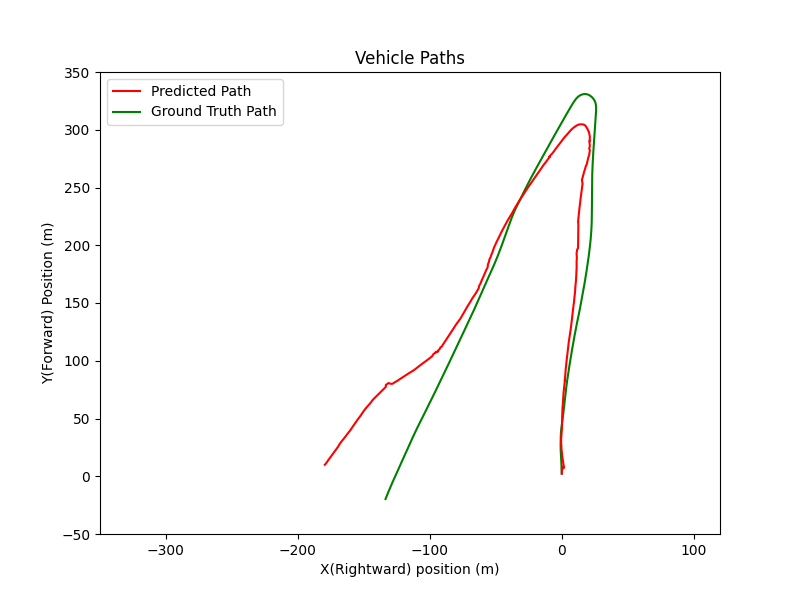 Vehicle Paths
Predicted Path
Ground Truth Path
350
300
250
200
150
100
50
0
−50
Y(Forward) Position (m)
−300
−200
−100
0
100
X(Rightward) position (m)